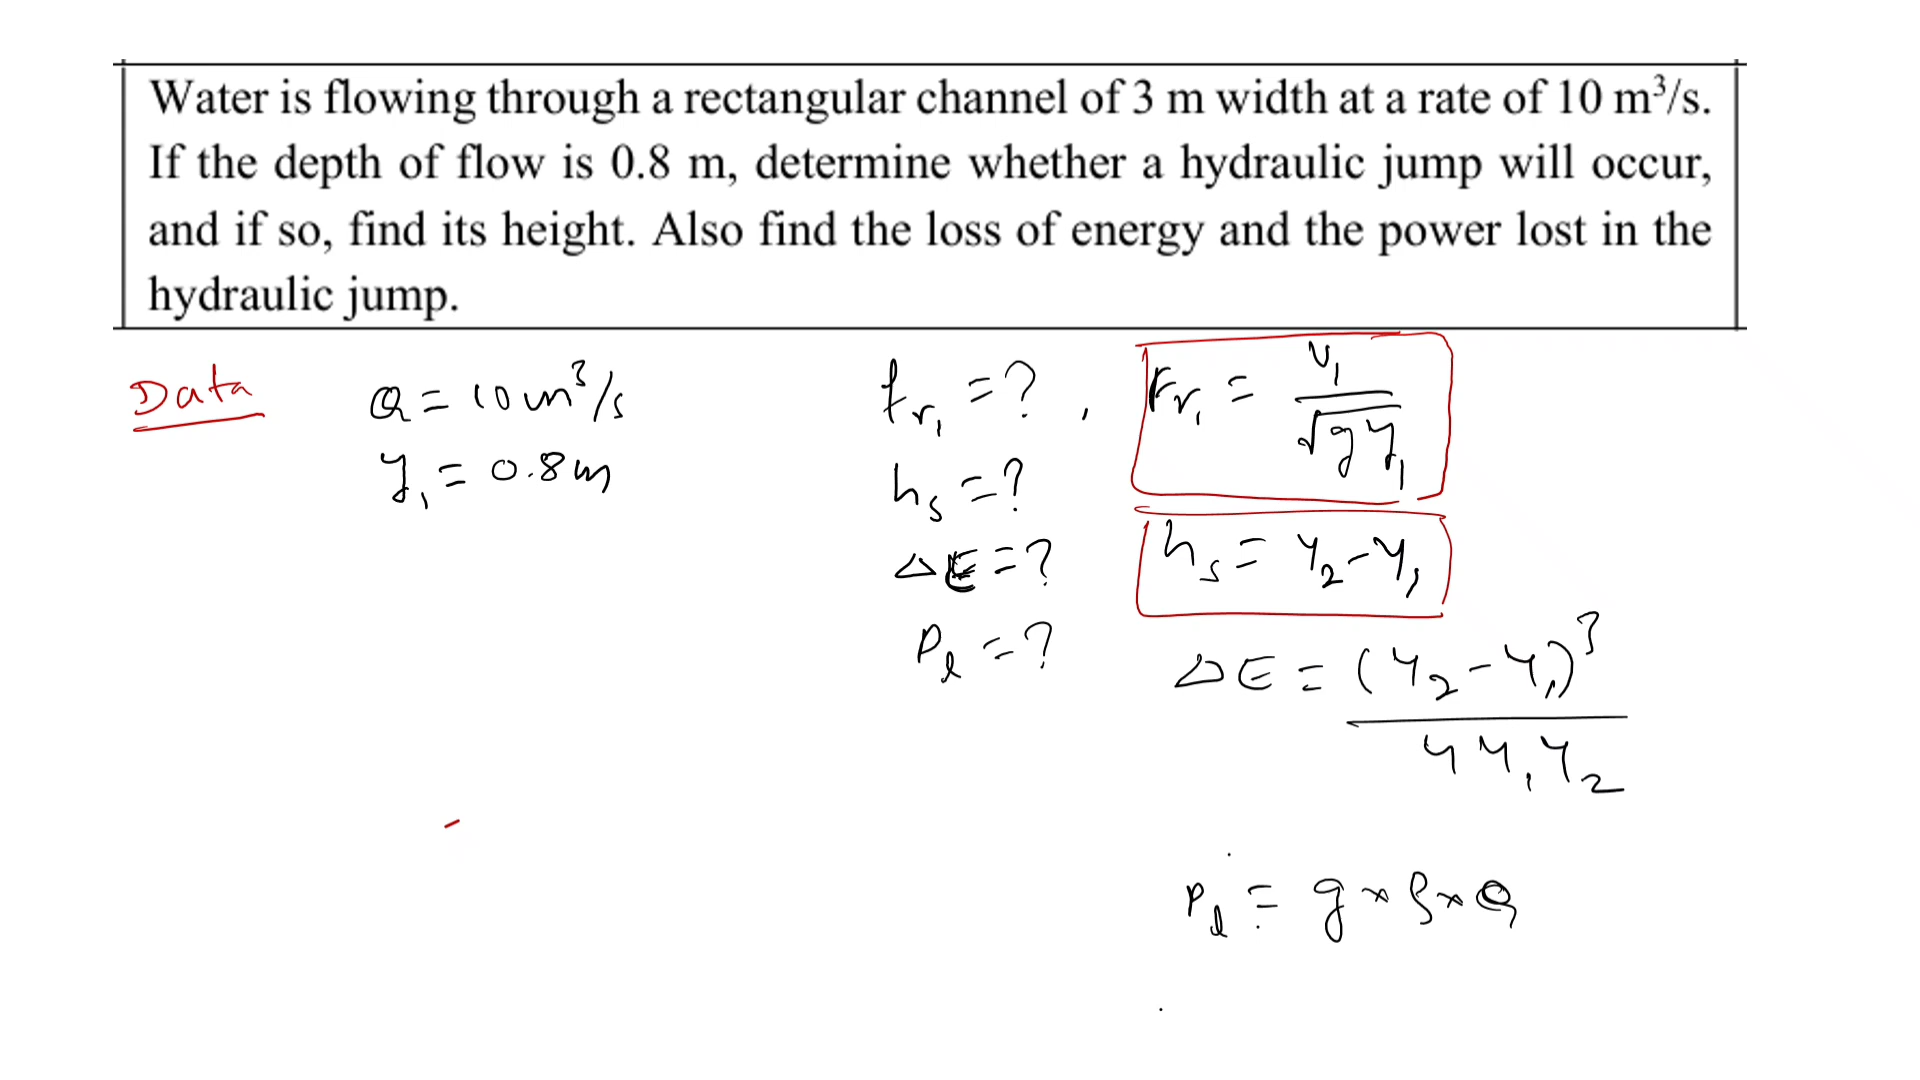 Water is flowing through a rectangular channel of 3 m width at a rate of 10 m³/s.
If the depth of flow is 0.8 m, determine whether a hydraulic jump will occur,
and if so, find its height. Also find the loss of energy and the power lost in the
hydraulic jump.
Data
Q = 10 m³/s
y₁ = 0.8 m
Fr₁ = ? ,
hs = ?
ΔE = ?
Pl = ?
Fr₁ = V₁ / √gy₁
hs = y₂ - y₁
ΔE = (y₂ - y₁)³ / 4 y₁ y₂
Pl = g × ρ × Q